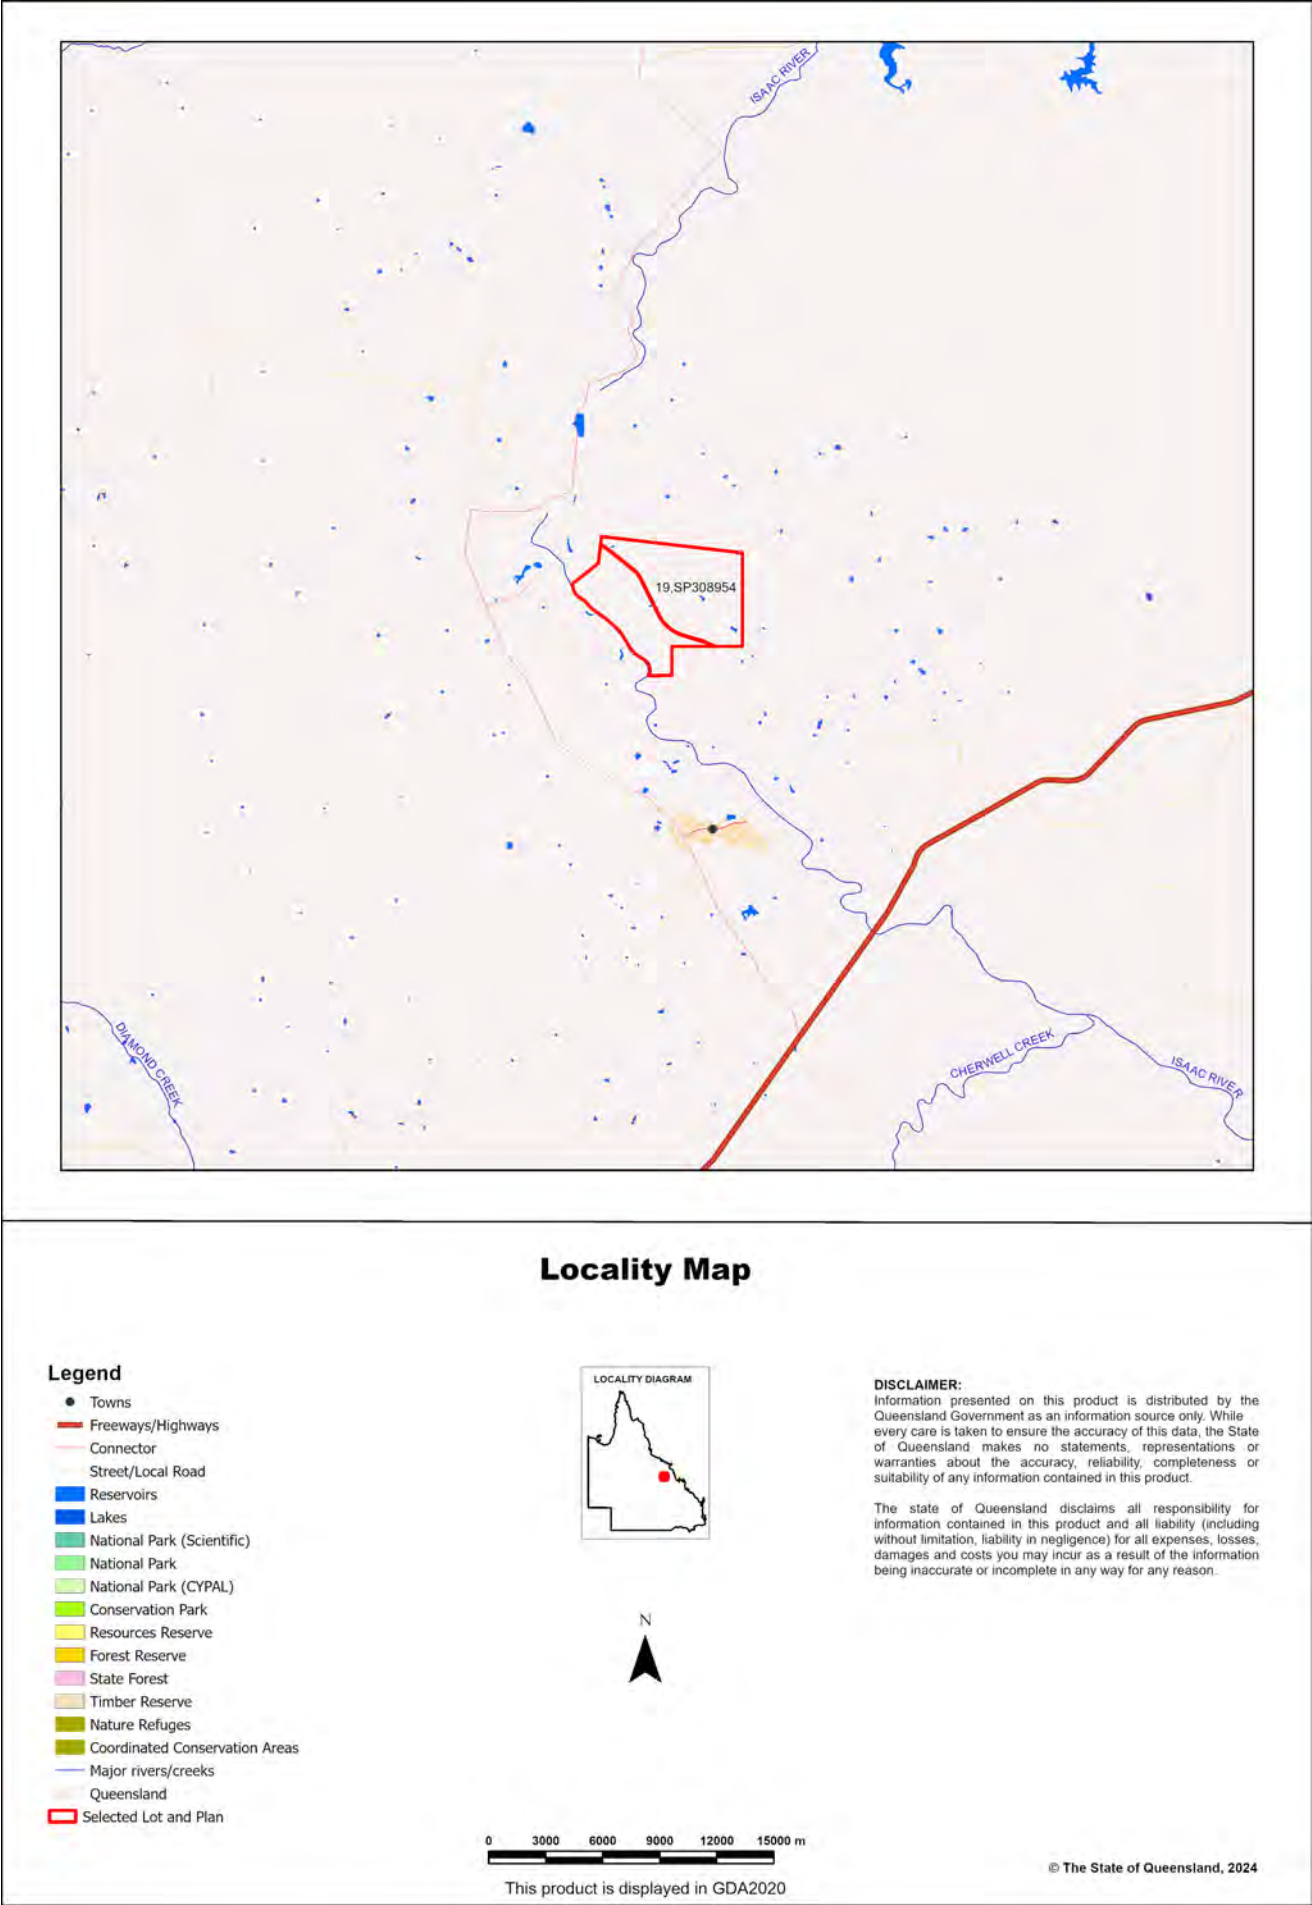 ISAAC RIVER
19,SP308954
DIAMOND CREEK
CHERWELL CREEK
ISAAC RIVER
Locality Map
Legend
Towns
Freeways/Highways
Connector
Street/Local Road
Reservoirs
Lakes
National Park (Scientific)
National Park
National Park (CYPAL)
Conservation Park
Resources Reserve
Forest Reserve
State Forest
Timber Reserve
Nature Refuges
Coordinated Conservation Areas
Major rivers/creeks
Queensland
Selected Lot and Plan
LOCALITY DIAGRAM
N
0 3000 6000 9000 12000 15000 m
This product is displayed in GDA2020
DISCLAIMER:
Information presented on this product is distributed by the
Queensland Government as an information source only. While
every care is taken to ensure the accuracy of this data, the State
of Queensland makes no statements, representations or
warranties about the accuracy, reliability, completeness or
suitability of any information contained in this product.
The state of Queensland disclaims all responsibility for
information contained in this product and all liability (including
without limitation, liability in negligence) for all expenses, losses,
damages and costs you may incur as a result of the information
being inaccurate or incomplete in any way for any reason.
© The State of Queensland, 2024